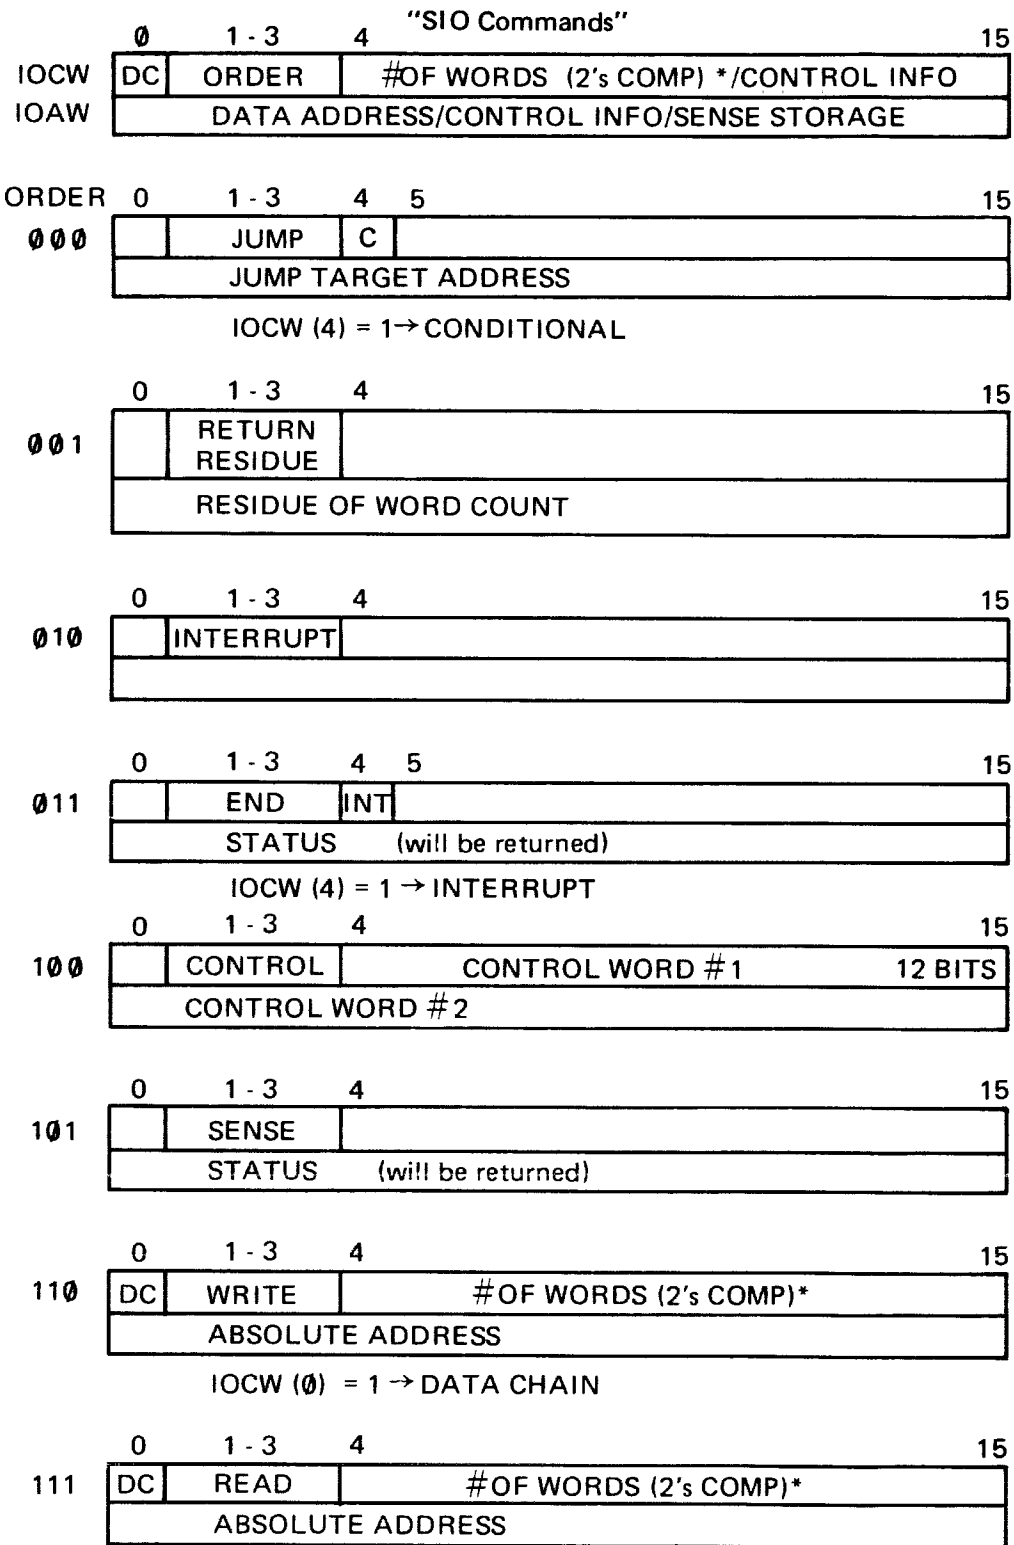 "SIO Commands"
Ø 1 - 3 4 15
IOCW DC ORDER #OF WORDS (2's COMP) */CONTROL INFO
IOAW DATA ADDRESS/CONTROL INFO/SENSE STORAGE
ORDER 0 1 - 3 4 5 15
ØØØ JUMP C
JUMP TARGET ADDRESS
IOCW (4) = 1→CONDITIONAL
0 1 - 3 4 15
ØØ1 RETURN
RESIDUE
RESIDUE OF WORD COUNT
0 1 - 3 4 15
Ø1Ø INTERRUPT
0 1 - 3 4 5 15
Ø11 END INT
STATUS (will be returned)
IOCW (4) = 1 → INTERRUPT
0 1 - 3 4 15
1ØØ CONTROL CONTROL WORD #1 12 BITS
CONTROL WORD #2
0 1 - 3 4 15
1Ø1 SENSE
STATUS (will be returned)
0 1 - 3 4 15
11Ø DC WRITE #OF WORDS (2's COMP)*
ABSOLUTE ADDRESS
IOCW (Ø) = 1 → DATA CHAIN
0 1 - 3 4 15
111 DC READ #OF WORDS (2's COMP)*
ABSOLUTE ADDRESS